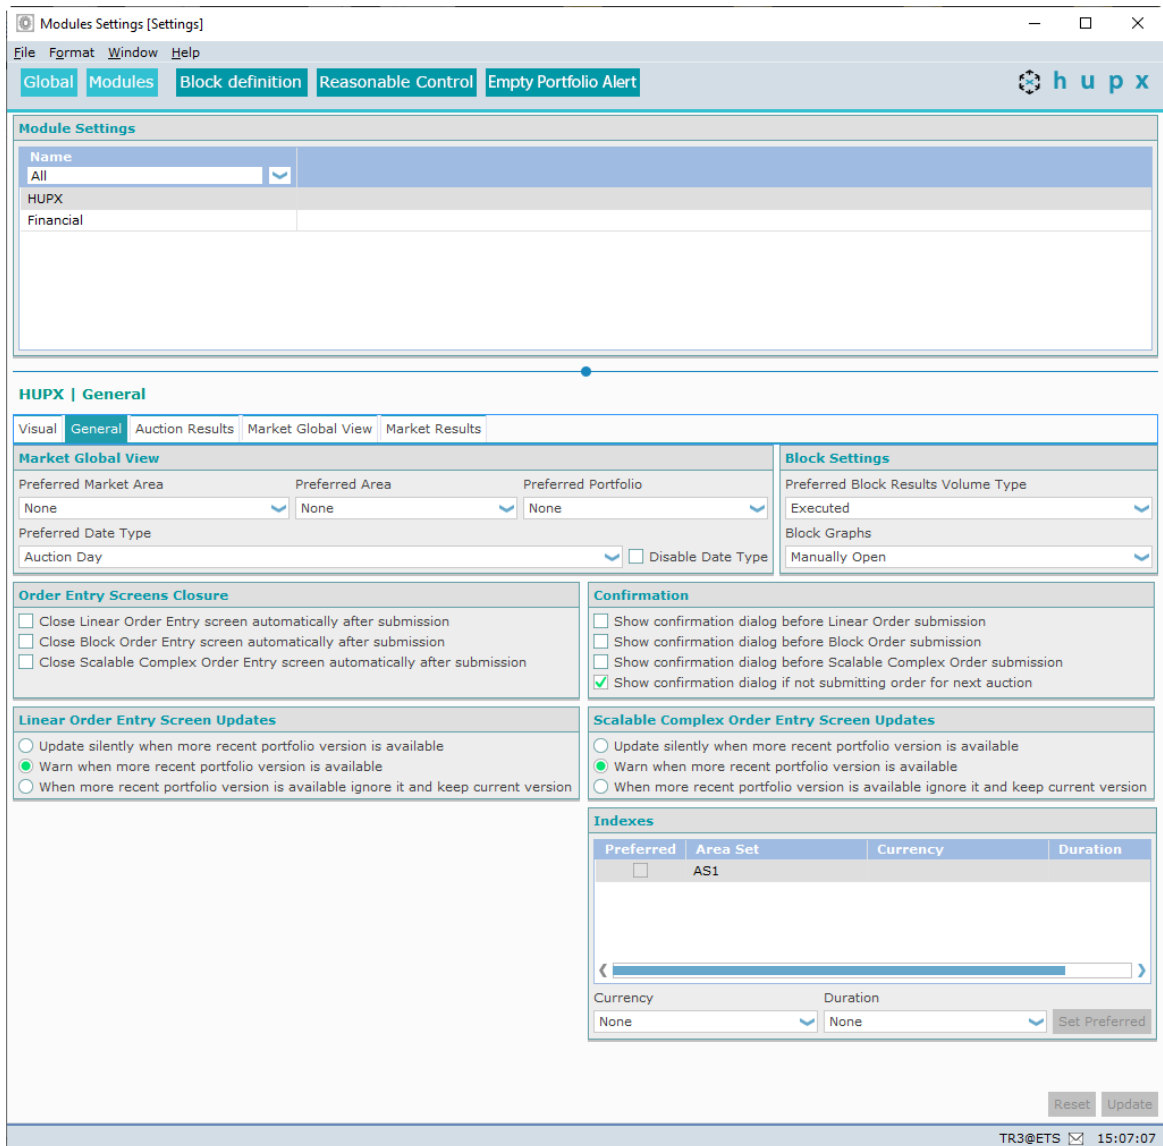 Modules Settings [Settings]
File Format Window Help
Global Modules Block definition Reasonable Control Empty Portfolio Alert hupx
Module Settings
Name
All
HUPX
Financial
HUPX | General
Visual General Auction Results Market Global View Market Results
Market Global View
Preferred Market Area Preferred Area Preferred Portfolio
None None None
Preferred Date Type
Auction Day Disable Date Type
Block Settings
Preferred Block Results Volume Type
Executed
Block Graphs
Manually Open
Order Entry Screens Closure
Close Linear Order Entry screen automatically after submission
Close Block Order Entry screen automatically after submission
Close Scalable Complex Order Entry screen automatically after submission
Confirmation
Show confirmation dialog before Linear Order submission
Show confirmation dialog before Block Order submission
Show confirmation dialog before Scalable Complex Order submission
Show confirmation dialog if not submitting order for next auction
Linear Order Entry Screen Updates
Update silently when more recent portfolio version is available
Warn when more recent portfolio version is available
When more recent portfolio version is available ignore it and keep current version
Scalable Complex Order Entry Screen Updates
Update silently when more recent portfolio version is available
Warn when more recent portfolio version is available
When more recent portfolio version is available ignore it and keep current version
Indexes
Preferred Area Set Currency Duration
AS1
Currency Duration
None None Set Preferred
Reset Update
TR3@ETS 15:07:07